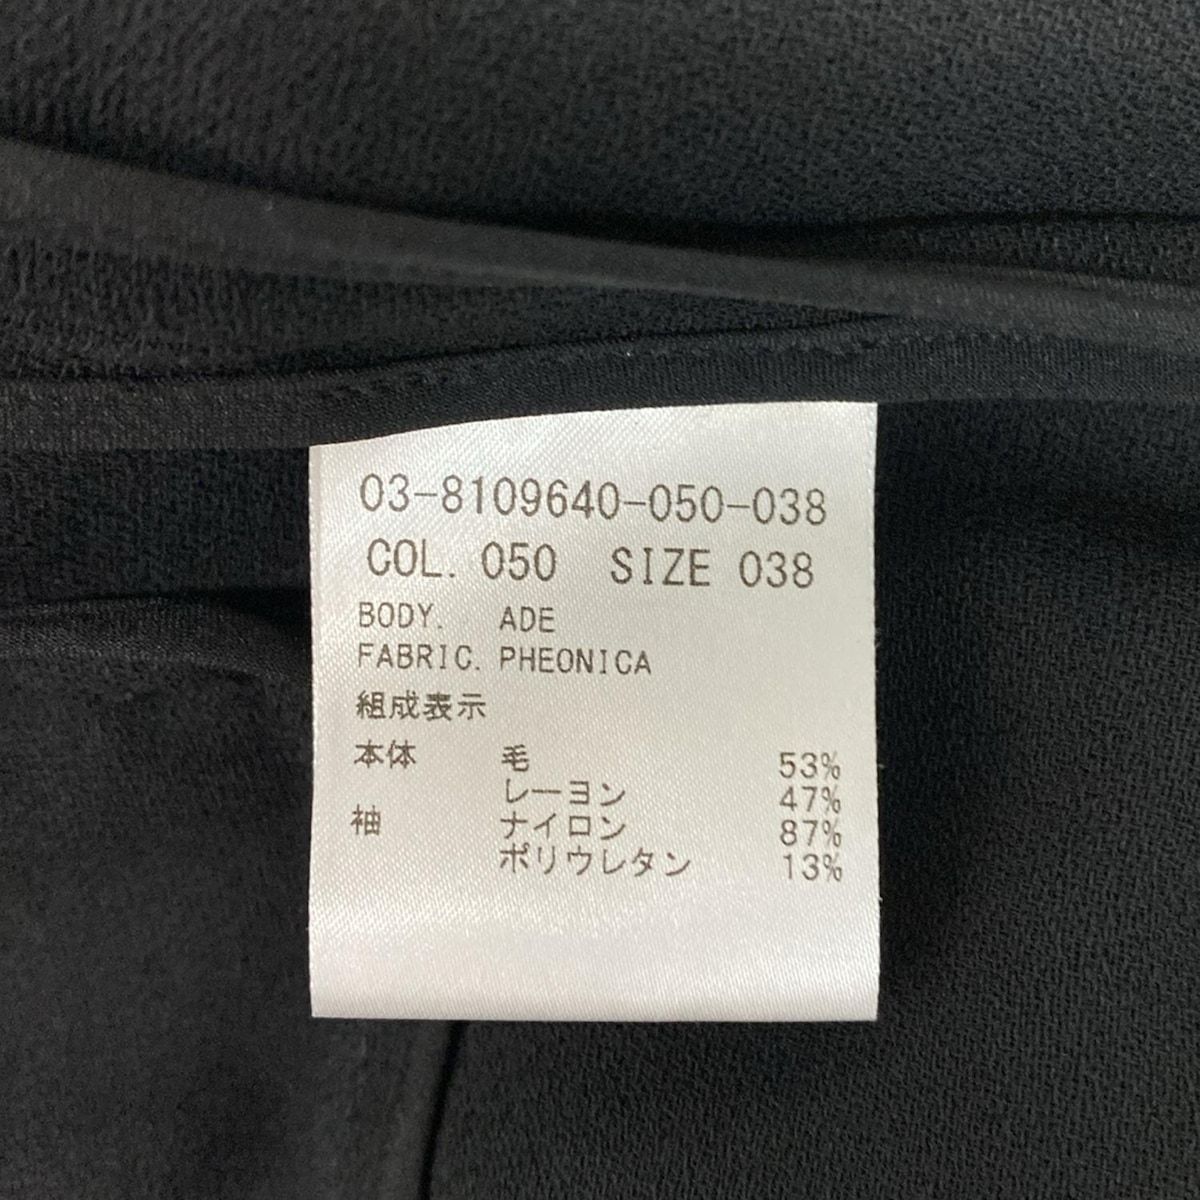 03-8109640-050-038
COL. 050 SIZE 038
BODY. ADE
FABRIC. PHEONICA
組成表示
本体 毛 53%
レーヨン 47%
袖 ナイロン 87%
ポリウレタン 13%